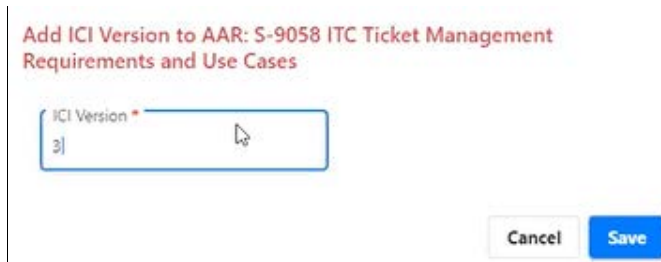 Add ICI Version to AAR: S-9058 ITC Ticket Management
Requirements and Use Cases
ICI Version *
3
Cancel
Save